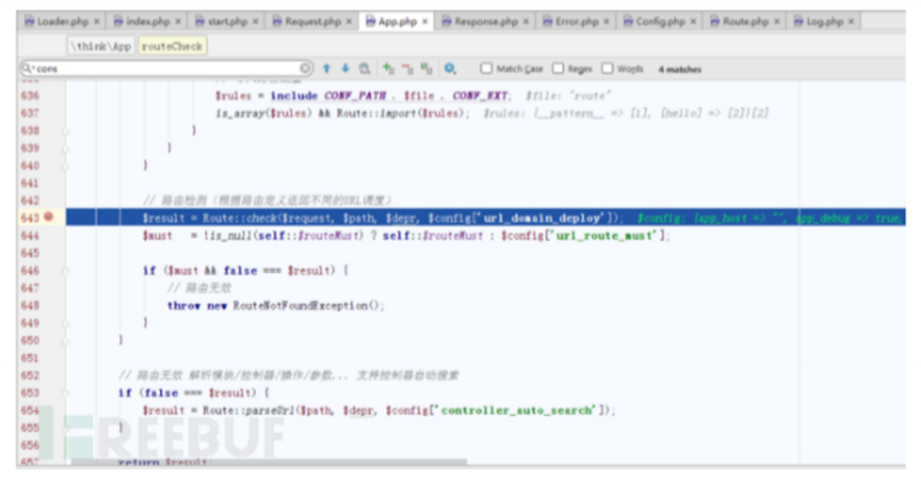 Loader.php × index.php × start.php × Request.php × App.php × Response.php × Error.php × Config.php × Route.php × Log.php ×
\think\App routeCheck
cons Match Case Regex Words 4 matches
636 $rules = include CONF_PATH . $file . CONF_EXT; $file: "route"
637 is_array($rules) && Route::import($rules); $rules: {__pattern__ => [1], [hello] => [2]}[2]
638 }
639 }
640 }
641
642 // 路由检测（根据路由定义返回不同的URL调度）
643 $result = Route::check($request, $path, $depr, $config['url_domain_deploy']); $config: {app_host => "", app_debug => true,
644 $must = !is_null(self::$routeMust) ? self::$routeMust : $config['url_route_must'];
645
646 if ($must && false === $result) {
647 // 路由无效
648 throw new RouteNotFoundException();
649 }
650 }
651
652 // 路由无效 解析模块/控制器/操作/参数... 支持控制器自动搜索
653 if (false === $result) {
654 $result = Route::parseUrl($path, $depr, $config['controller_auto_search']);
655 }
656
657 return $result;
FREEBUF